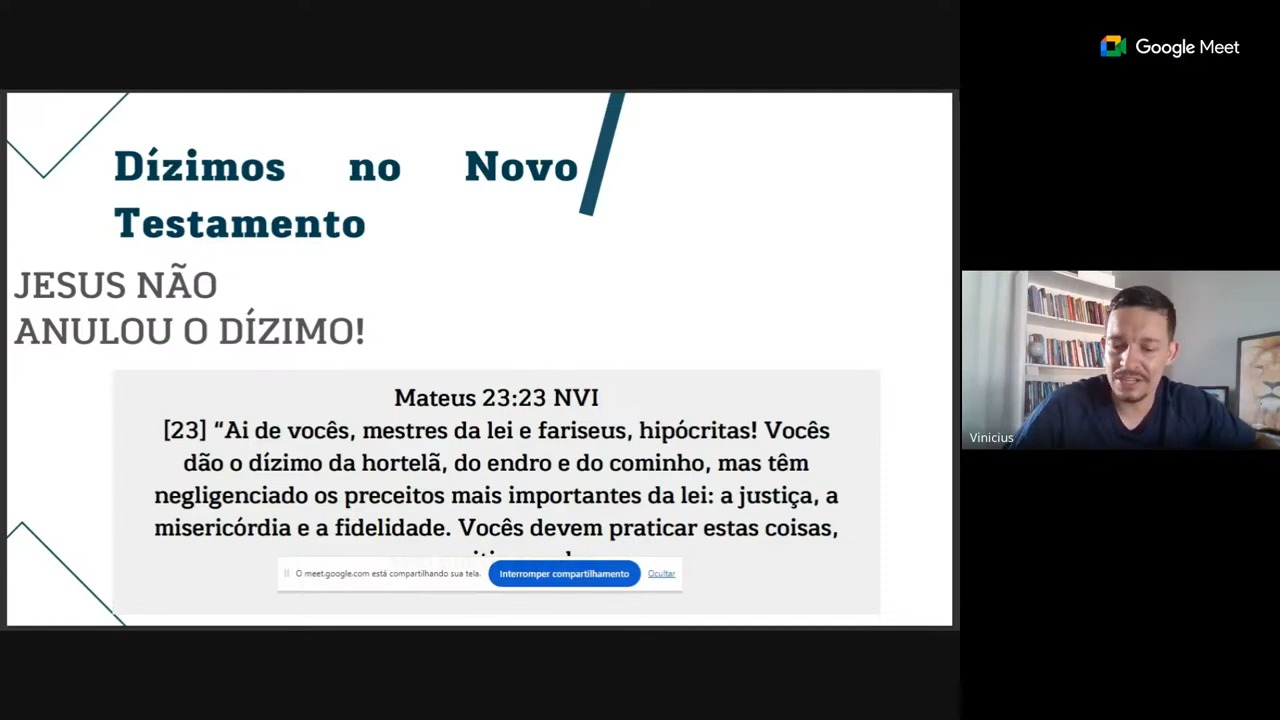 Google Meet
Dízimos no Novo
Testamento
JESUS NÃO
ANULOU O DÍZIMO!
Mateus 23:23 NVI
[23] “Ai de vocês, mestres da lei e fariseus, hipócritas! Vocês
dão o dízimo da hortelã, do endro e do cominho, mas têm
negligenciado os preceitos mais importantes da lei: a justiça, a
misericórdia e a fidelidade. Vocês devem praticar estas coisas,
O meet.google.com está compartilhando sua tela.
Interromper compartilhamento
Ocultar
Vinicius